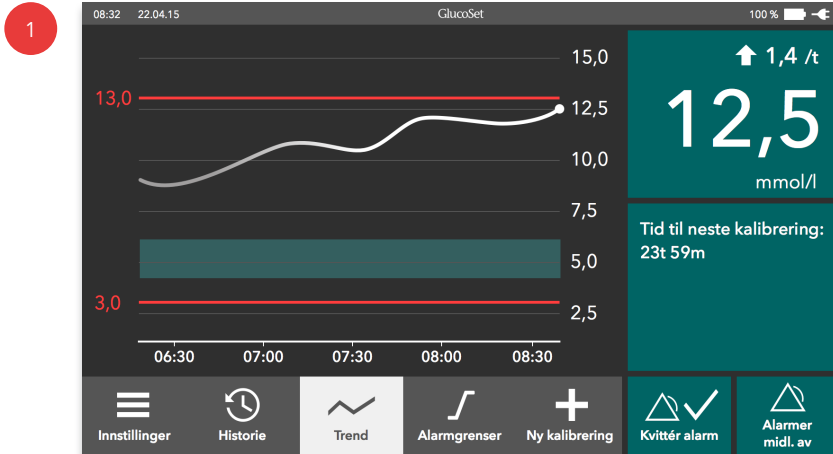 1
08:32 22.04.15 GlucoSet 100 %
15,0
13,0
12,5
10,0
7,5
5,0
3,0
2,5
06:30 07:00 07:30 08:00 08:30
1,4 /t
12,5
mmol/l
Tid til neste kalibrering:
23t 59m
Innstillinger Historie Trend Alarmgrenser Ny kalibrering Kvittér alarm
Alarmer
midl. av